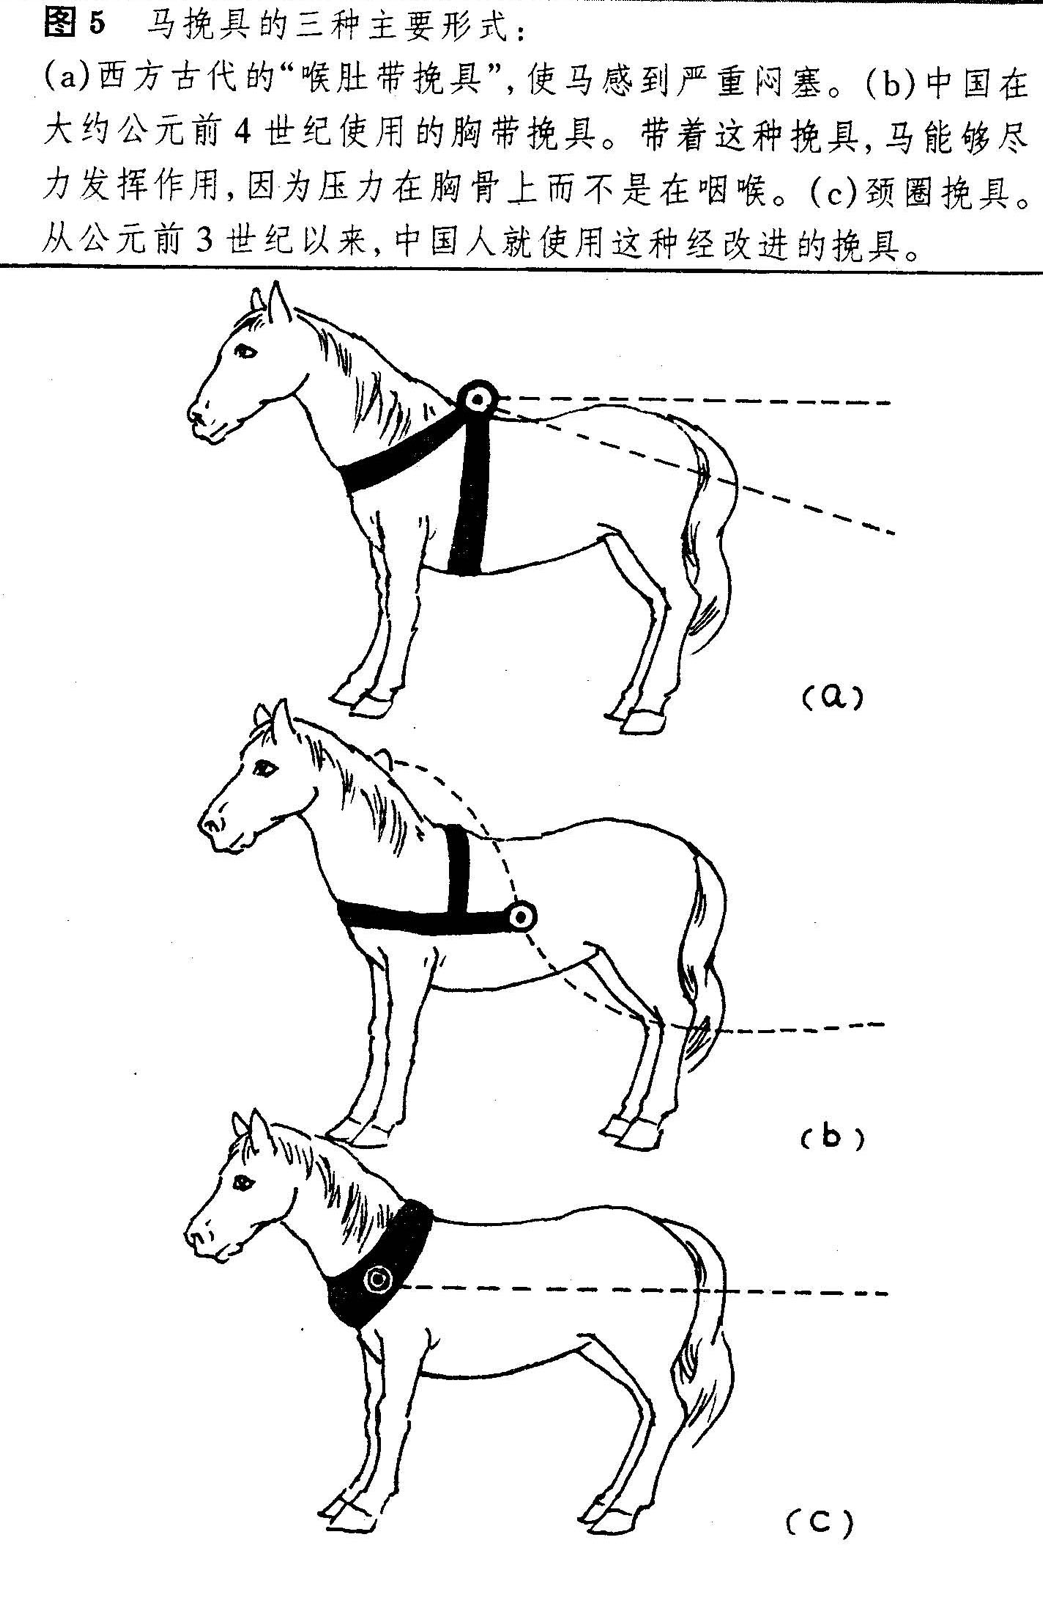 图5 马挽具的三种主要形式：
(a)西方古代的“喉肚带挽具”,使马感到严重闷塞。(b)中国在
大约公元前4世纪使用的胸带挽具。带着这种挽具,马能够尽
力发挥作用,因为压力在胸骨上而不是在咽喉。(c)颈圈挽具。
从公元前3世纪以来,中国人就使用这种经改进的挽具。
(a)
(b)
(c)